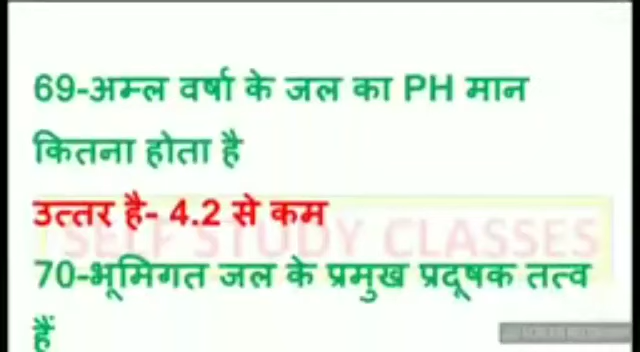 69-अम्ल वर्षा के जल का PH मान
कितना होता है
उत्तर है- 4.2 से कम
SELF STUDY CLASSES
70-भूमिगत जल के प्रमुख प्रदूषक तत्व
हैं